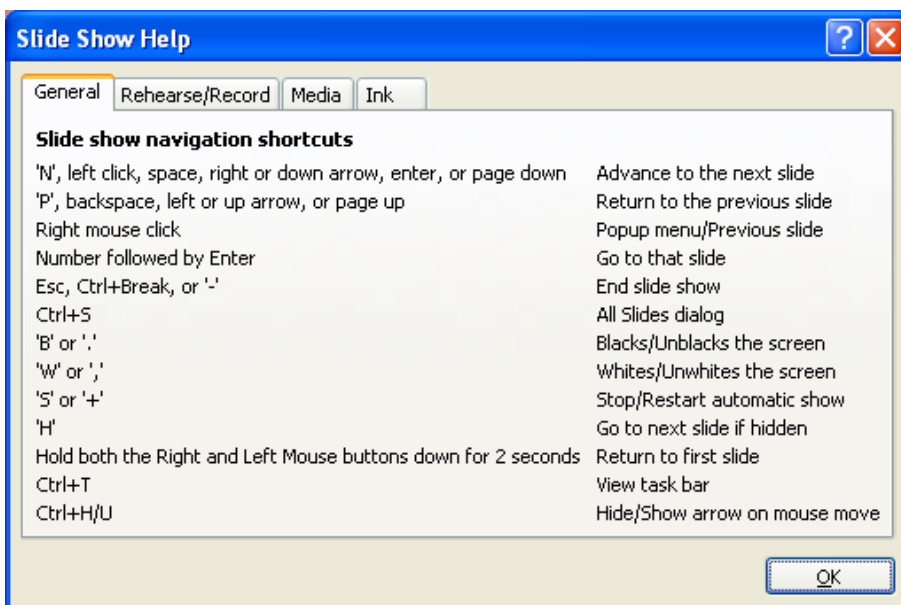 Slide Show Help
General Rehearse/Record Media Ink
Slide show navigation shortcuts
'N', left click, space, right or down arrow, enter, or page down Advance to the next slide
'P', backspace, left or up arrow, or page up Return to the previous slide
Right mouse click Popup menu/Previous slide
Number followed by Enter Go to that slide
Esc, Ctrl+Break, or '-' End slide show
Ctrl+S All Slides dialog
'B' or '.' Blacks/Unblacks the screen
'W' or ',' Whites/Unwhites the screen
'S' or '+' Stop/Restart automatic show
'H' Go to next slide if hidden
Hold both the Right and Left Mouse buttons down for 2 seconds Return to first slide
Ctrl+T View task bar
Ctrl+H/U Hide/Show arrow on mouse move
OK